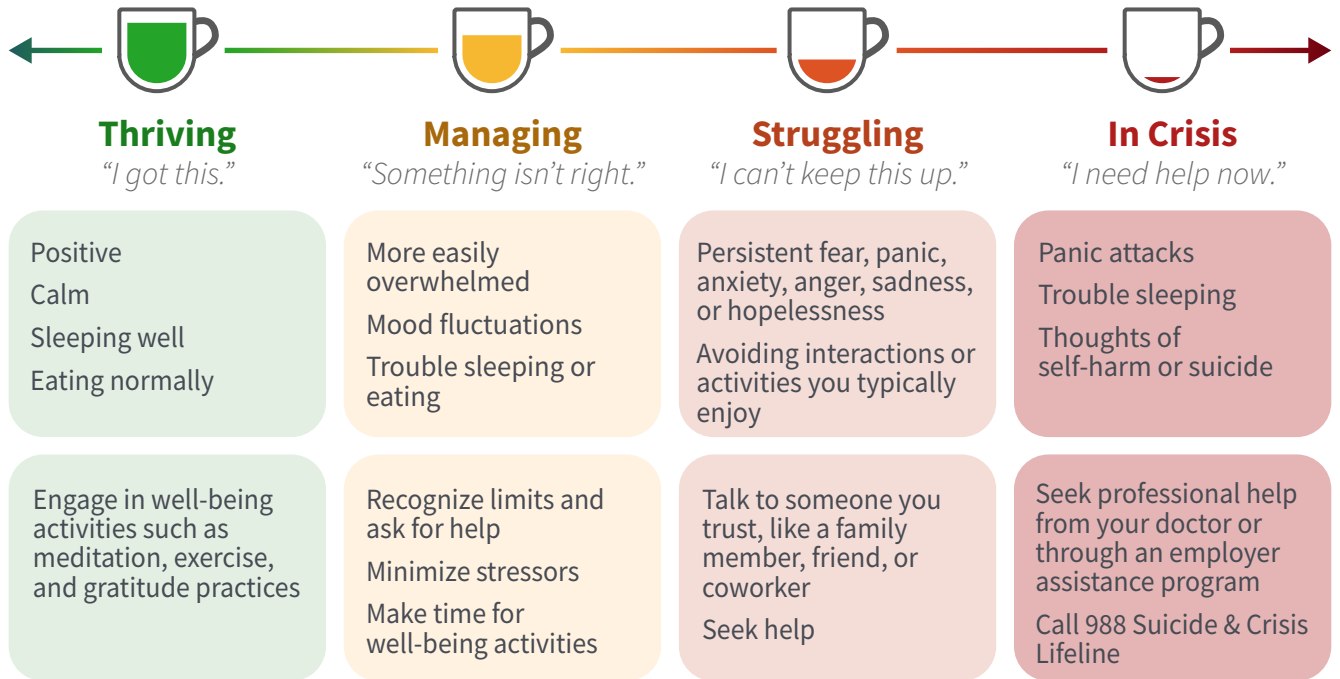 Thriving
“I got this.”
Managing
“Something isn’t right.”
Struggling
“I can’t keep this up.”
In Crisis
“I need help now.”
Positive
Calm
Sleeping well
Eating normally
More easily
overwhelmed
Mood fluctuations
Trouble sleeping or
eating
Persistent fear, panic,
anxiety, anger, sadness,
or hopelessness
Avoiding interactions or
activities you typically
enjoy
Panic attacks
Trouble sleeping
Thoughts of
self-harm or suicide
Engage in well-being
activities such as
meditation, exercise,
and gratitude practices
Recognize limits and
ask for help
Minimize stressors
Make time for
well-being activities
Talk to someone you
trust, like a family
member, friend, or
coworker
Seek help
Seek professional help
from your doctor or
through an employer
assistance program
Call 988 Suicide & Crisis
Lifeline